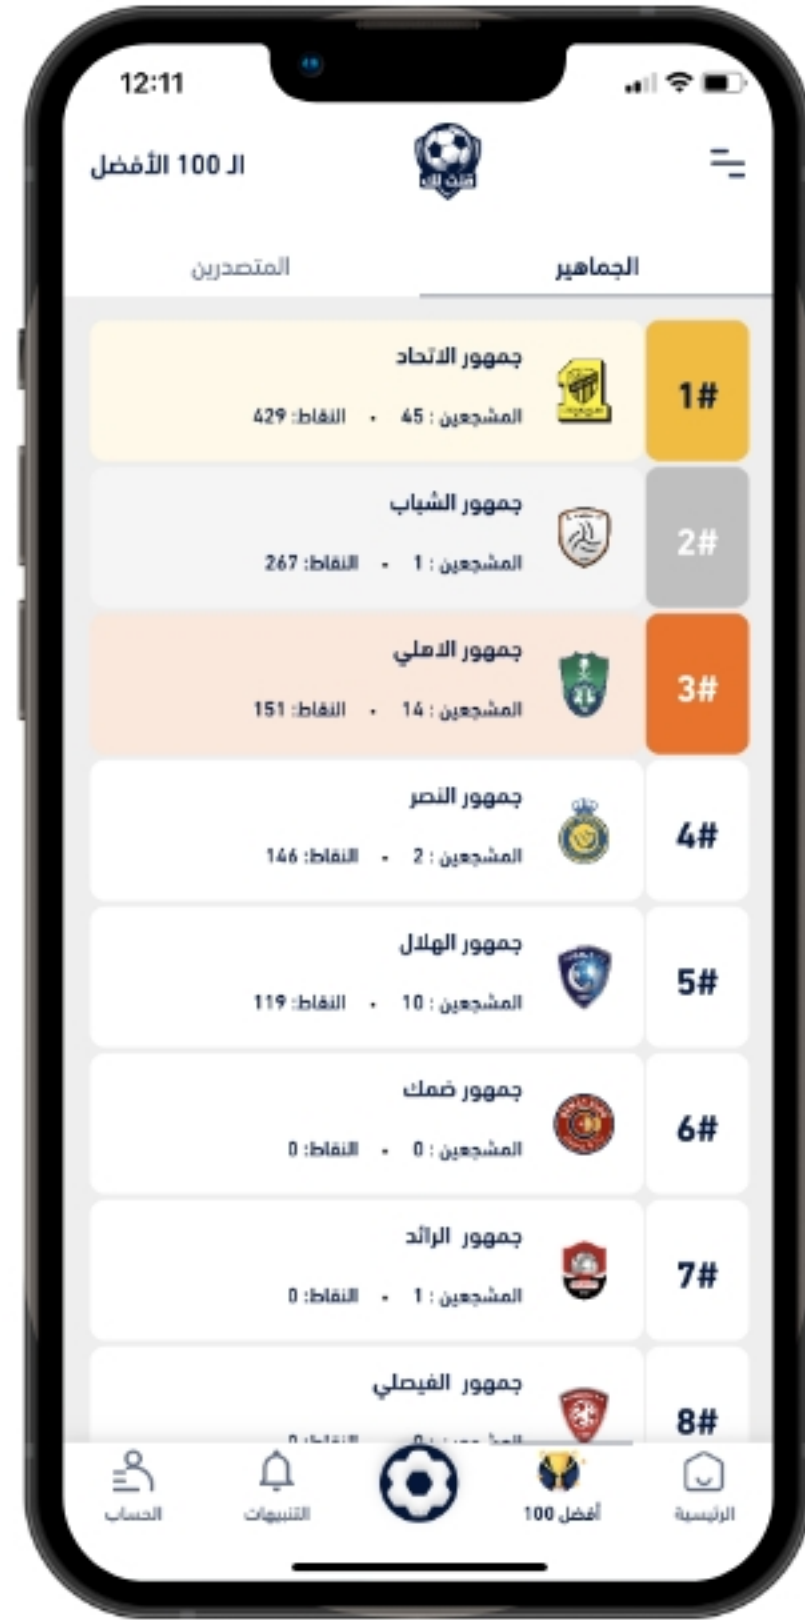 12:11
الـ 100 الأفضل
قلت لك
الجماهير
المتصدرين
1#
جمهور الاتحاد
المشجعين : 45 • النقاط: 429
2#
جمهور الشباب
المشجعين : 1 • النقاط: 267
3#
جمهور الاهلي
المشجعين : 14 • النقاط: 151
4#
جمهور النصر
المشجعين : 2 • النقاط: 146
5#
جمهور الهلال
المشجعين : 10 • النقاط: 119
6#
جمهور ضمك
المشجعين : 0 • النقاط: 0
7#
جمهور الرائد
المشجعين : 1 • النقاط: 0
8#
جمهور الفيصلي
الرئيسية
أفضل 100
التنبيهات
الحساب